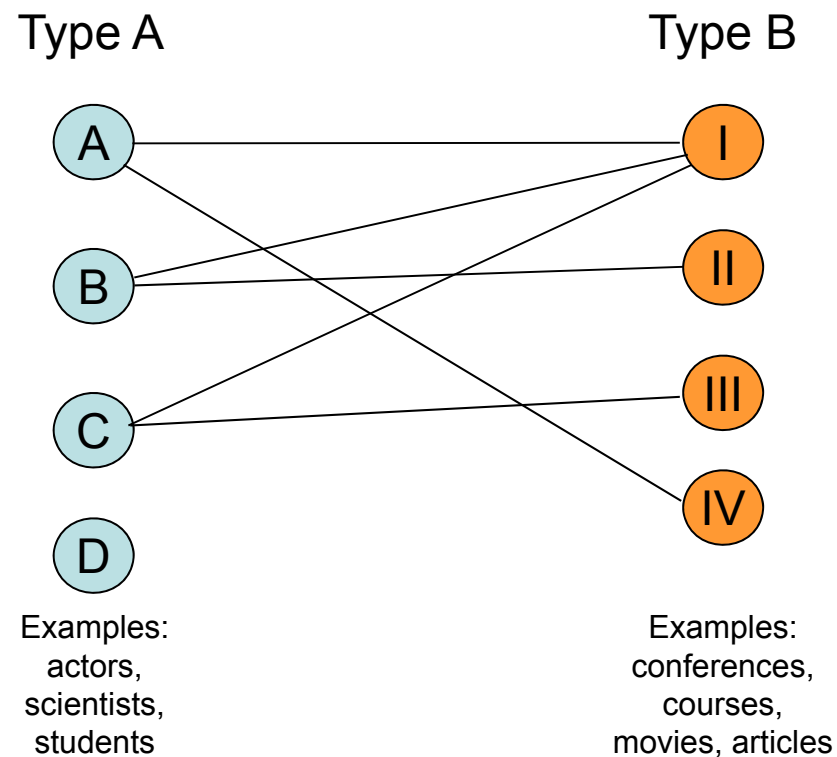 Type A
Type B
A
I
B
II
C
III
D
IV
Examples:
actors,
scientists,
students
Examples:
conferences,
courses,
movies, articles